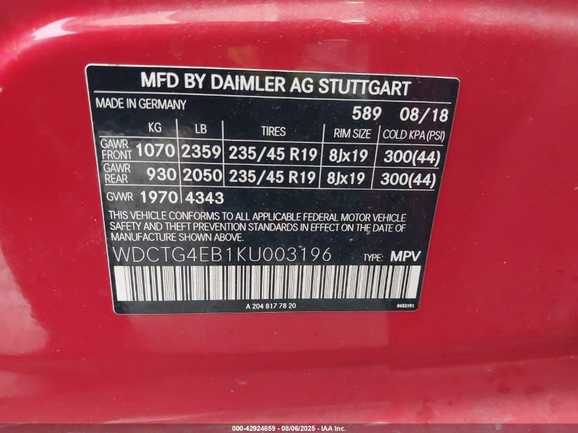 MFD BY DAIMLER AG STUTTGART
MADE IN GERMANY 589 08/18
KG LB TIRES RIM SIZE COLD KPA (PSI)
GAWR FRONT 1070 2359 235/45 R19 8Jx19 300(44)
GAWR REAR 930 2050 235/45 R19 8Jx19 300(44)
GVWR 1970 4343
THIS VEHICLE CONFORMS TO ALL APPLICABLE FEDERAL MOTOR VEHICLE
SAFETY AND THEFT PREVENTION STANDARDS IN EFFECT ON THE DATE
OF MANUFACTURE SHOWN ABOVE.
WDCTG4EB1KU003196 TYPE: MPV
A 204 817 78 20
000-42924659 - 08/06/2025 - IAA Inc.